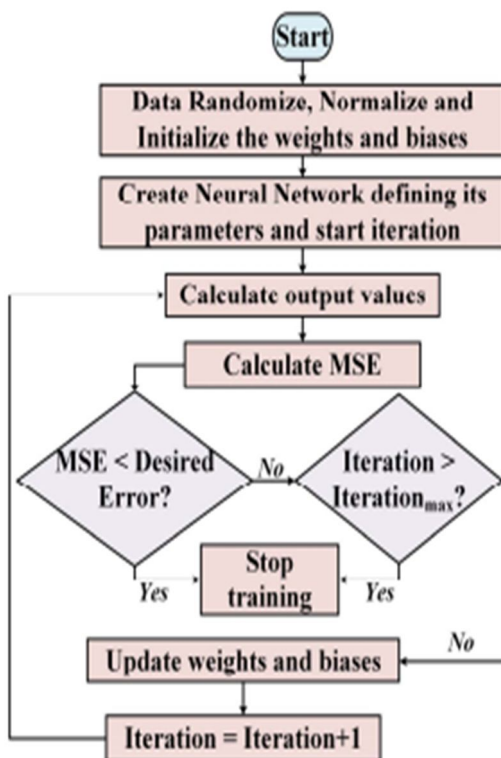 Start
Data Randomize, Normalize and
Initialize the weights and biases
Create Neural Network defining its
parameters and start iteration
Calculate output values
Calculate MSE
MSE < Desired
Error?
No
Iteration >
Iterationmax?
Yes
Stop
training
Yes
No
Update weights and biases
Iteration = Iteration+1